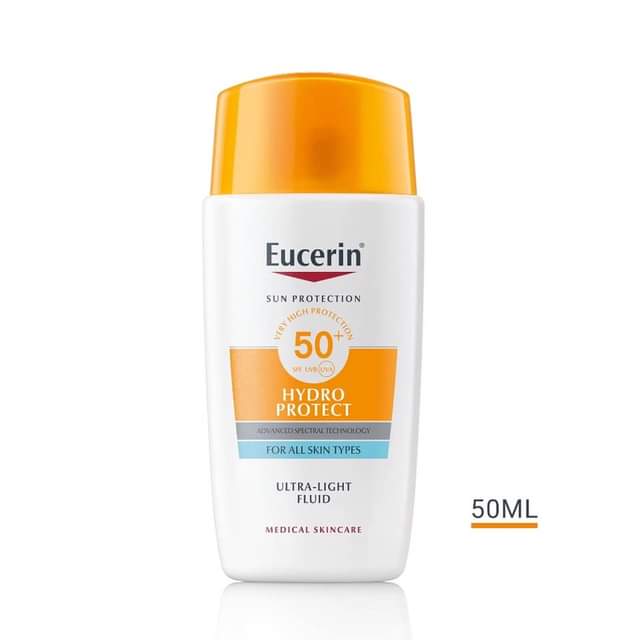 Eucerin®
SUN PROTECTION
VERY HIGH PROTECTION
50+
SPF UVB UVA
HYDRO
PROTECT
ADVANCED SPECTRAL TECHNOLOGY
FOR ALL SKIN TYPES
ULTRA-LIGHT
FLUID
MEDICAL SKINCARE
50ML